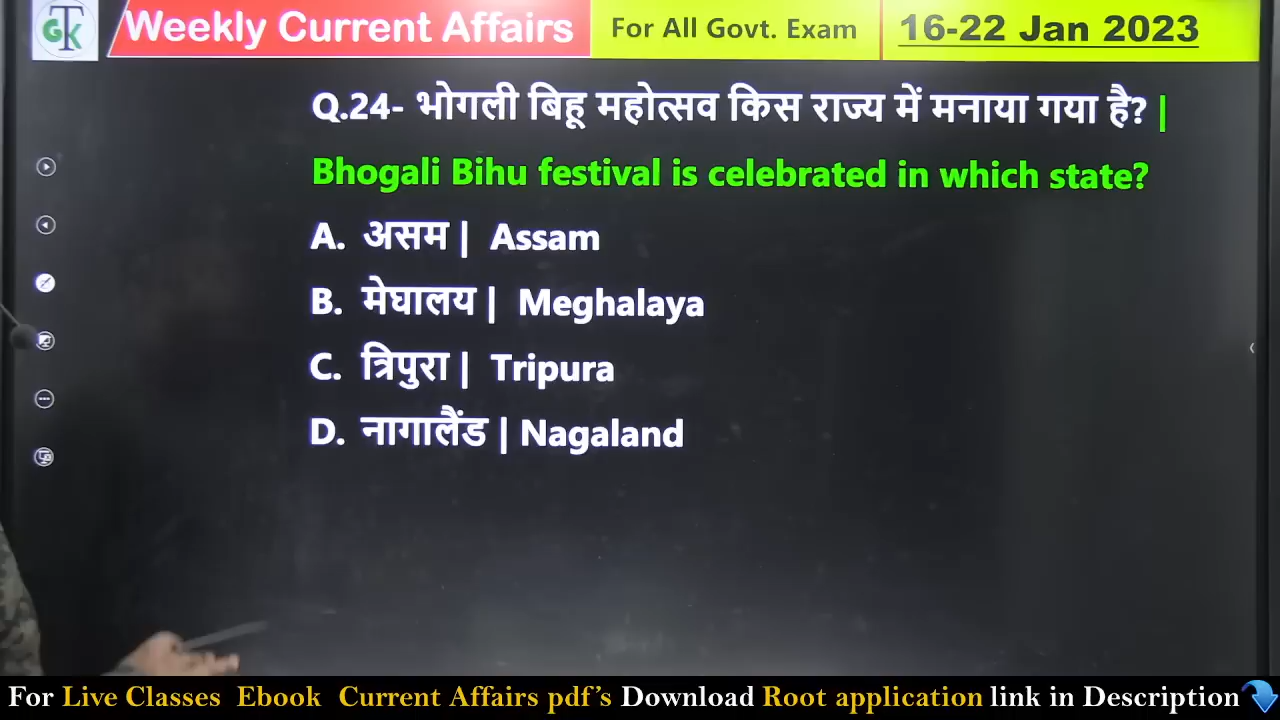 GTK
Weekly Current Affairs For All Govt. Exam 16-22 Jan 2023
Q.24- भोगली बिहू महोत्सव किस राज्य में मनाया गया है? |
Bhogali Bihu festival is celebrated in which state?
A. असम | Assam
B. मेघालय | Meghalaya
C. त्रिपुरा | Tripura
D. नागालैंड | Nagaland
For Live Classes Ebook Current Affairs pdf's Download Root application link in Description